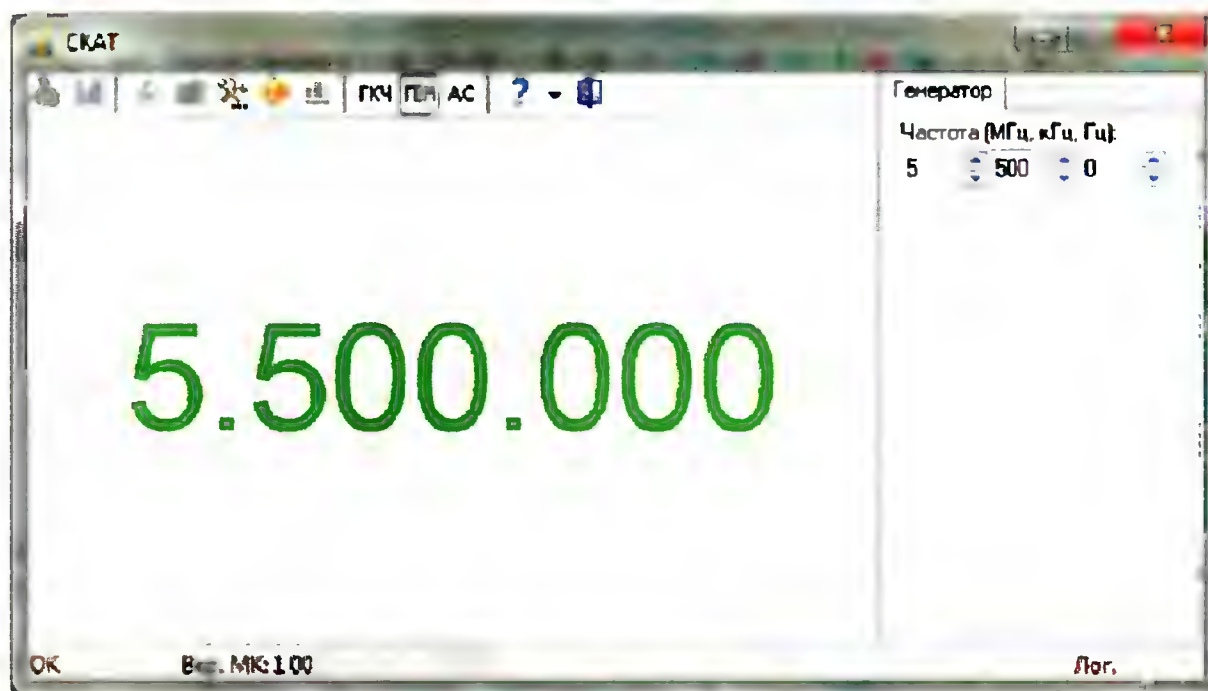 СКАТ
ГКЧ ГЕН АС ?
Генератор
Частота (МГц, кГц, Гц):
5 500 0
5.500.000
OK МК: 1.00 Лог.